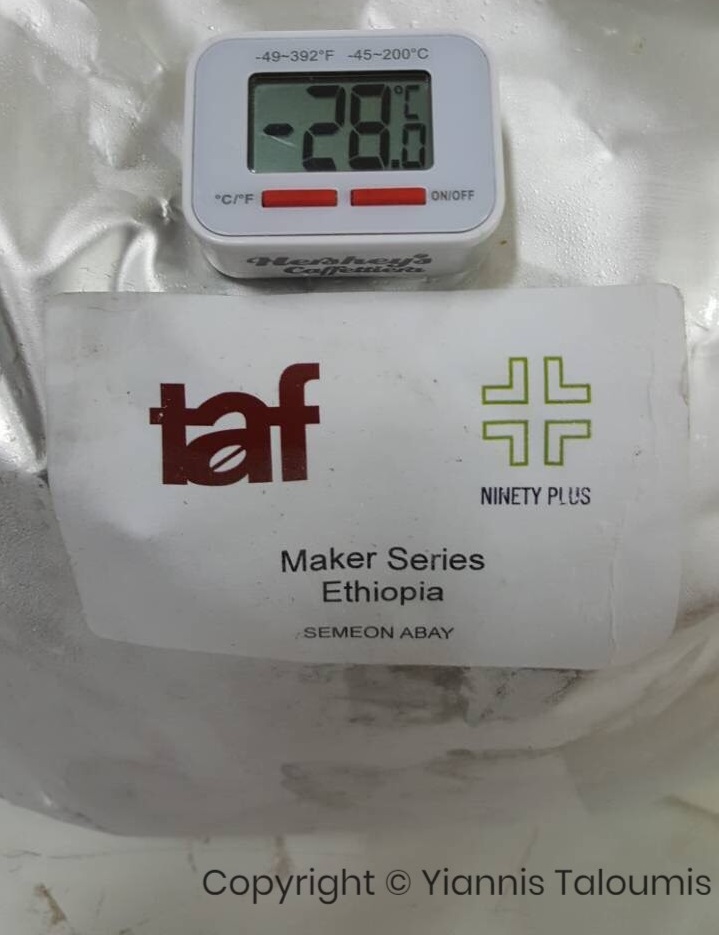 -49~392°F -45~200°C
-28.0 °C
°C/°F ON/OFF
Hershey's
Coffettiers
taf
NINETY PLUS
Maker Series
Ethiopia
SEMEON ABAY
Copyright © Yiannis Taloumis